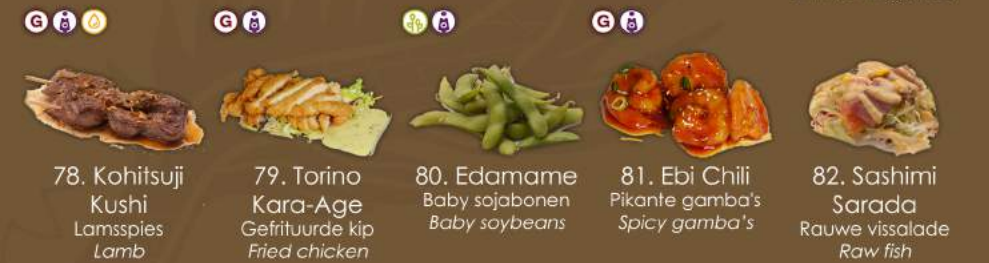 G
G
G
78. Kohitsuji
Kushi
Lamsspies
Lamb
79. Torino
Kara-Age
Gefrituurde kip
Fried chicken
80. Edamame
Baby sojabonen
Baby soybeans
81. Ebi Chili
Pikante gamba's
Spicy gamba's
82. Sashimi
Sarada
Rauwe vissalade
Raw fish